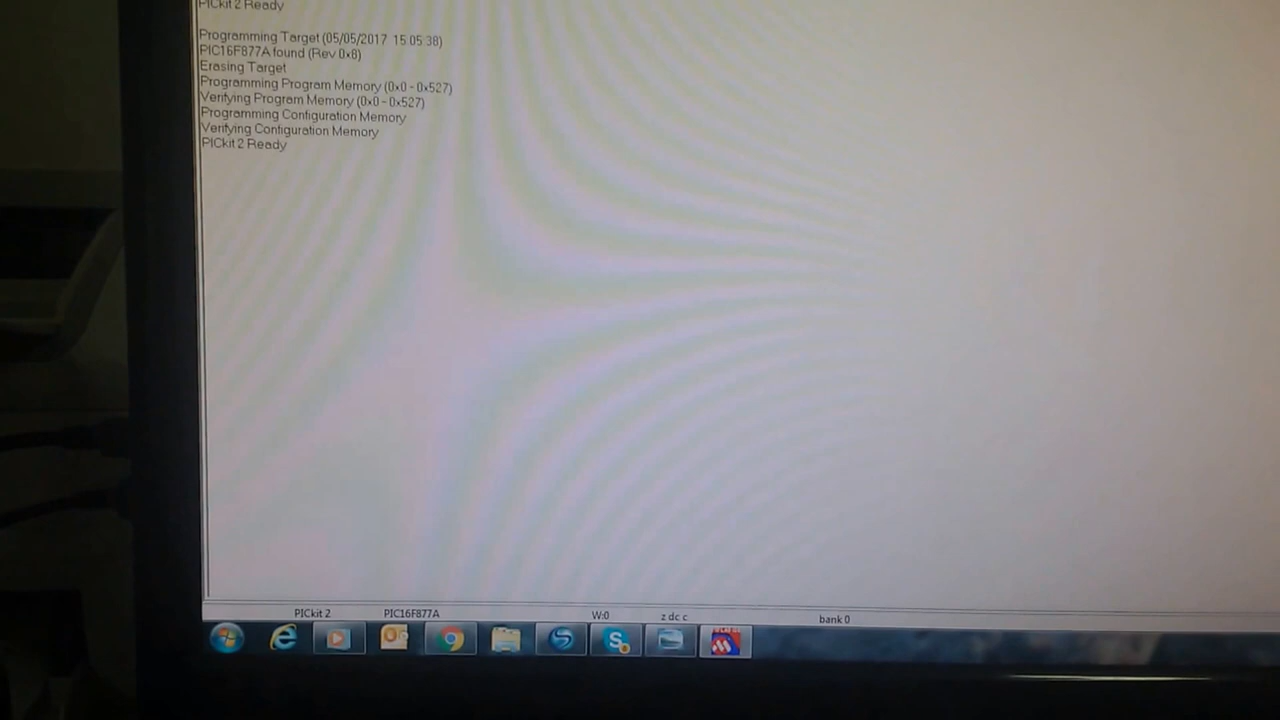 PICkit 2 Ready
Programming Target (05/05/2017 15:05:38)
PIC16F877A found (Rev 0x8)
Erasing Target
Programming Program Memory (0x0 - 0x527)
Verifying Program Memory (0x0 - 0x527)
Programming Configuration Memory
Verifying Configuration Memory
PICkit 2 Ready
PICkit 2 PIC16F877A W:0 z dc c bank 0